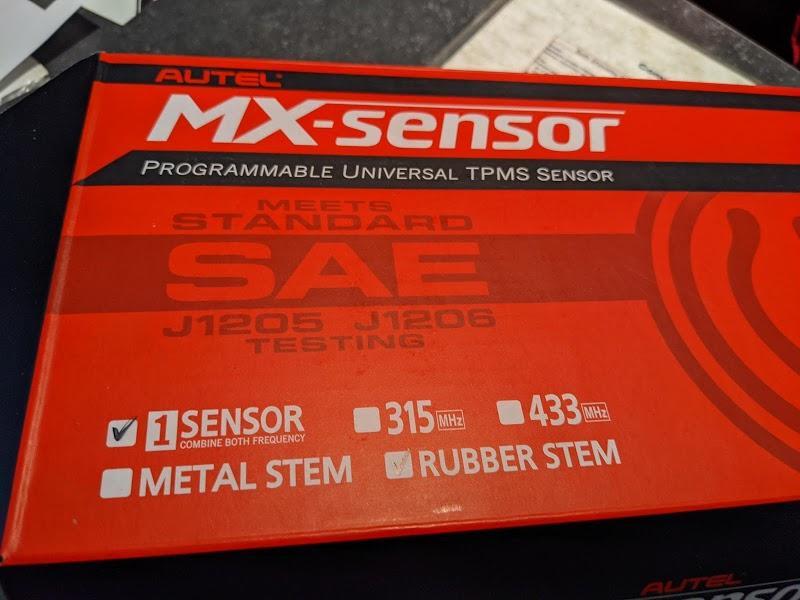 AUTEL
MX-sensor
PROGRAMMABLE UNIVERSAL TPMS SENSOR
MEETS
STANDARD
SAE
J1205 J1206
TESTING
1 SENSOR 315 MHz 433 MHz
COMBINE BOTH FREQUENCY
METAL STEM RUBBER STEM
AUTEL